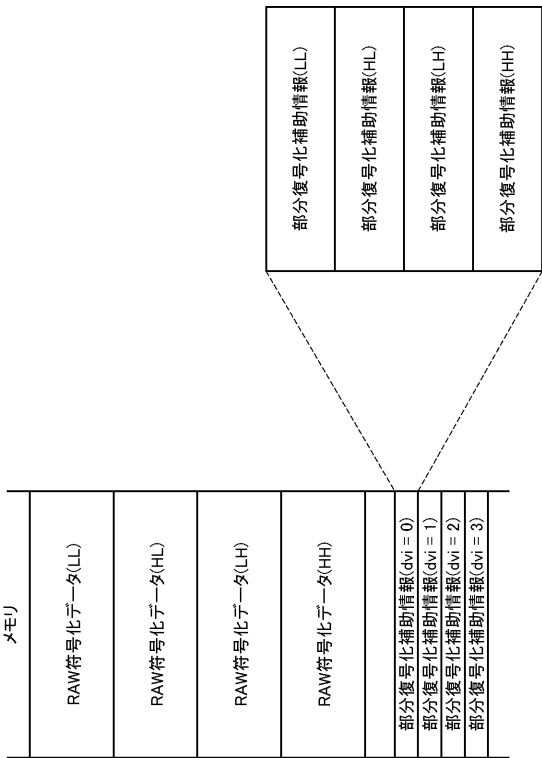 メモリ
RAW符号化データ(LL)
RAW符号化データ(HL)
RAW符号化データ(LH)
RAW符号化データ(HH)
部分復号化補助情報(dvi = 0)
部分復号化補助情報(dvi = 1)
部分復号化補助情報(dvi = 2)
部分復号化補助情報(dvi = 3)
部分復号化補助情報(LL)
部分復号化補助情報(HL)
部分復号化補助情報(LH)
部分復号化補助情報(HH)